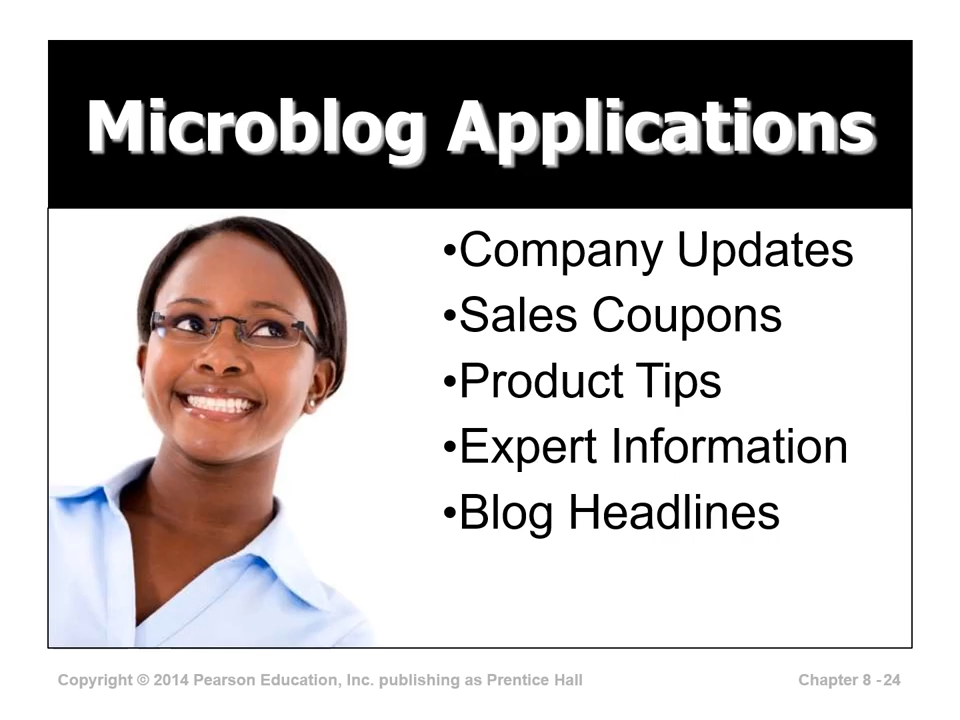 Microblog Applications
•Company Updates
•Sales Coupons
•Product Tips
•Expert Information
•Blog Headlines
Copyright © 2014 Pearson Education, Inc. publishing as Prentice Hall
Chapter 8 - 24